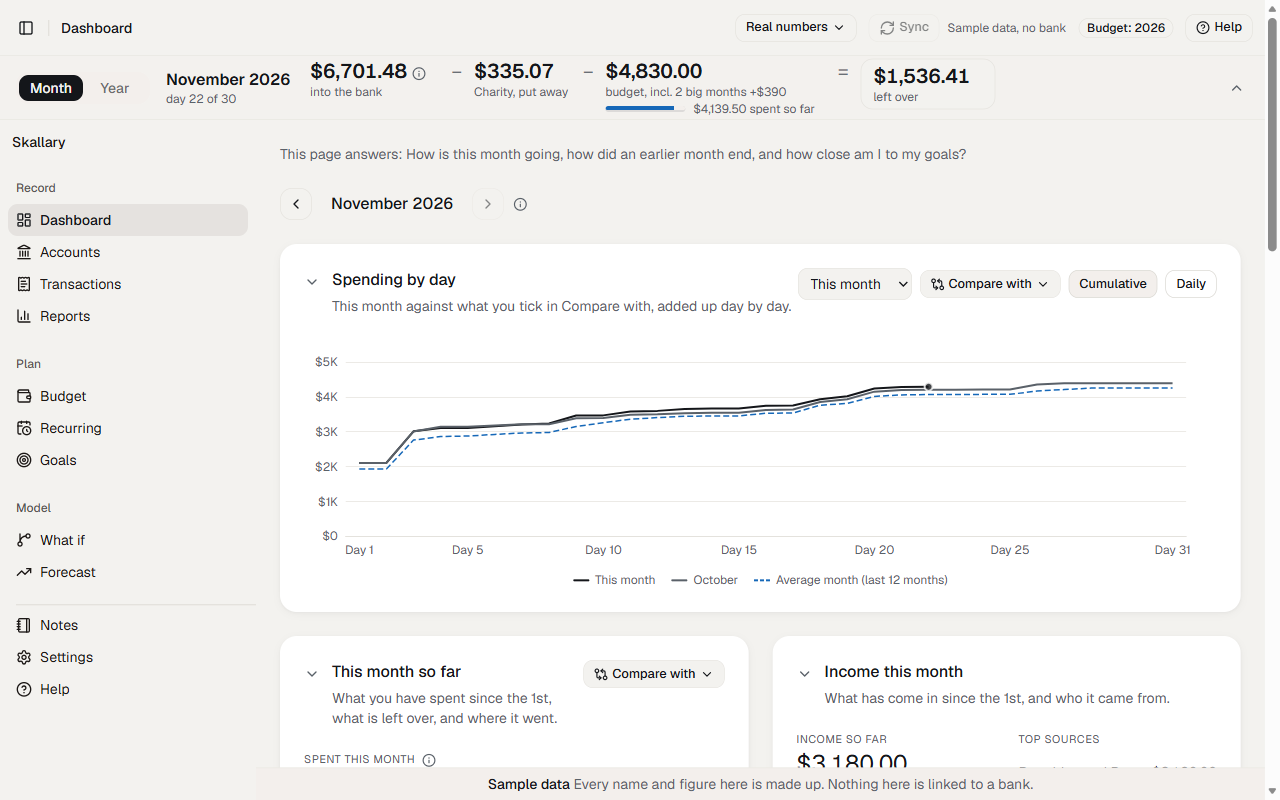 Dashboard
Real numbers
Sync
Sample data, no bank
Budget: 2026
Help
Month
Year
November 2026
day 22 of 30
$6,701.48
into the bank
–
$335.07
Charity, put away
–
$4,830.00
budget, incl. 2 big months +$390
$4,139.50 spent so far
=
$1,536.41
left over
Skallary
Record
Dashboard
Accounts
Transactions
Reports
Plan
Budget
Recurring
Goals
Model
What if
Forecast
Notes
Settings
Help
This page answers: How is this month going, how did an earlier month end, and how close am I to my goals?
November 2026
Spending by day
This month against what you tick in Compare with, added up day by day.
This month
Compare with
Cumulative
Daily
$5K
$4K
$3K
$2K
$1K
$0
Day 1
Day 5
Day 10
Day 15
Day 20
Day 25
Day 31
This month
October
Average month (last 12 months)
This month so far
What you have spent since the 1st,
what is left over, and where it went.
Compare with
SPENT THIS MONTH
Income this month
What has come in since the 1st, and who it came from.
INCOME SO FAR
$3,180.00
TOP SOURCES
Sample data Every name and figure here is made up. Nothing here is linked to a bank.